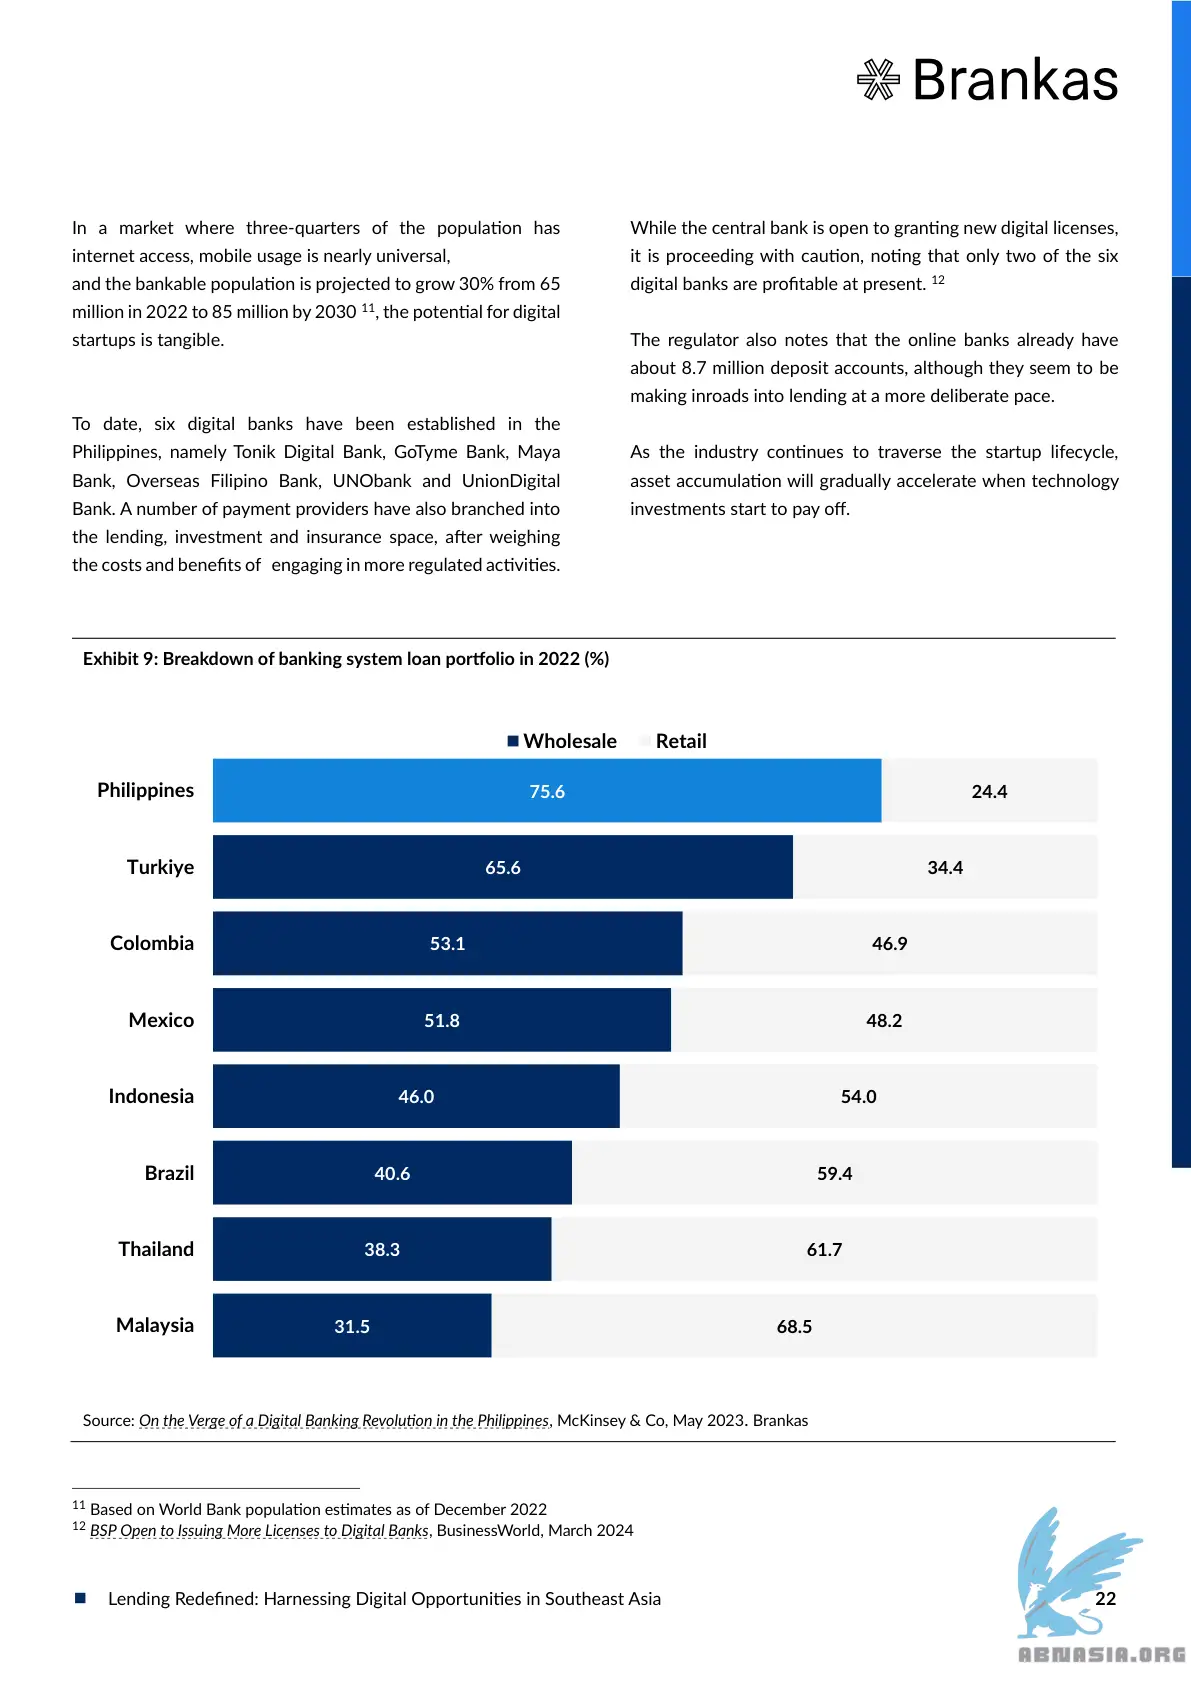 Brankas
In a market where three-quarters of the population has
internet access, mobile usage is nearly universal,
and the bankable population is projected to grow 30% from 65
million in 2022 to 85 million by 2030 11, the potential for digital
startups is tangible.
To date, six digital banks have been established in the
Philippines, namely Tonik Digital Bank, GoTyme Bank, Maya
Bank, Overseas Filipino Bank, UNObank and UnionDigital
Bank. A number of payment providers have also branched into
the lending, investment and insurance space, after weighing
the costs and benefits of engaging in more regulated activities.
While the central bank is open to granting new digital licenses,
it is proceeding with caution, noting that only two of the six
digital banks are profitable at present. 12
The regulator also notes that the online banks already have
about 8.7 million deposit accounts, although they seem to be
making inroads into lending at a more deliberate pace.
As the industry continues to traverse the startup lifecycle,
asset accumulation will gradually accelerate when technology
investments start to pay off.
Exhibit 9: Breakdown of banking system loan portfolio in 2022 (%)
Wholesale Retail
Philippines 75.6 24.4
Turkiye 65.6 34.4
Colombia 53.1 46.9
Mexico 51.8 48.2
Indonesia 46.0 54.0
Brazil 40.6 59.4
Thailand 38.3 61.7
Malaysia 31.5 68.5
Source: On the Verge of a Digital Banking Revolution in the Philippines, McKinsey & Co, May 2023. Brankas
11 Based on World Bank population estimates as of December 2022
12 BSP Open to Issuing More Licenses to Digital Banks, BusinessWorld, March 2024
Lending Redefined: Harnessing Digital Opportunities in Southeast Asia
22
ABNASIA.ORG